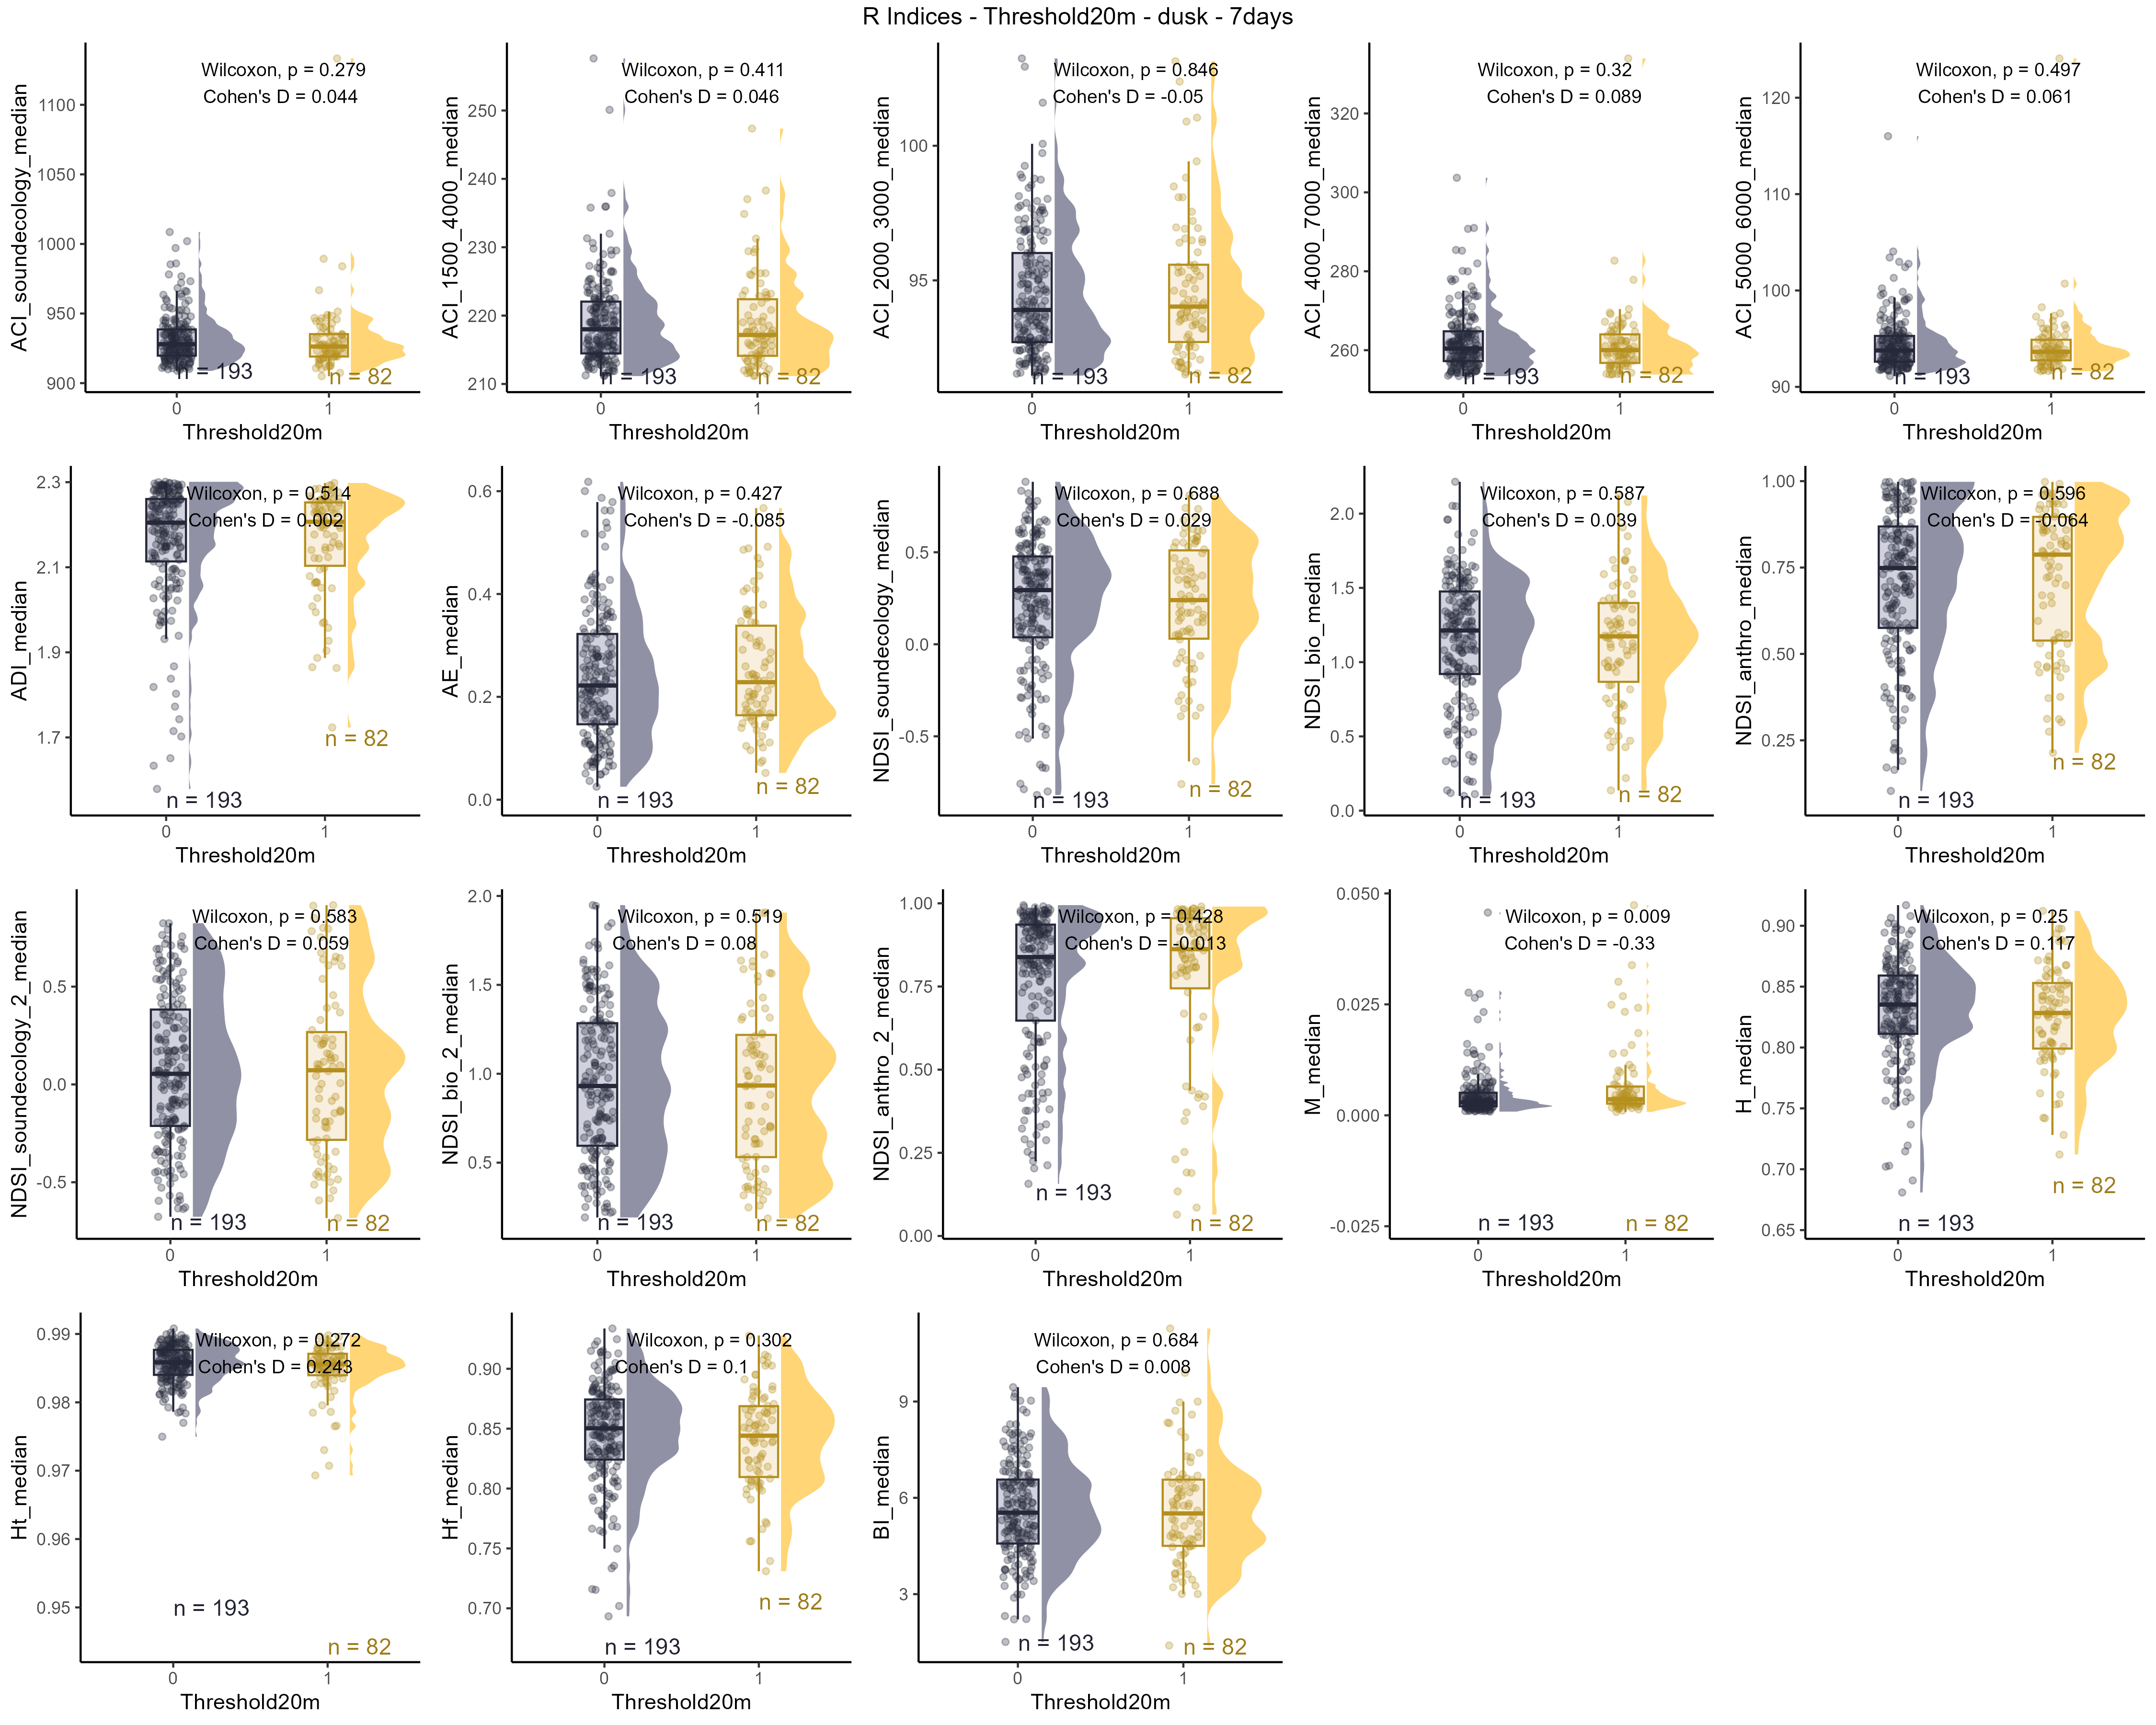 R Indices - Threshold20m - dusk - 7days
ACI_soundecology_median
1100
1050
1000
950
900
Wilcoxon, p = 0.279
Cohen's D = 0.044
n = 193
n = 82
0
1
Threshold20m
ACI_1500_4000_median
250
240
230
220
210
Wilcoxon, p = 0.411
Cohen's D = 0.046
n = 193
n = 82
0
1
Threshold20m
ACI_2000_3000_median
100
95
Wilcoxon, p = 0.846
Cohen's D = -0.05
n = 193
n = 82
0
1
Threshold20m
ACI_4000_7000_median
320
300
280
260
Wilcoxon, p = 0.32
Cohen's D = 0.089
n = 193
n = 82
0
1
Threshold20m
ACI_5000_6000_median
120
110
100
90
Wilcoxon, p = 0.497
Cohen's D = 0.061
n = 193
n = 82
0
1
Threshold20m
ADI_median
2.3
2.1
1.9
1.7
Wilcoxon, p = 0.514
Cohen's D = 0.002
n = 193
n = 82
0
1
Threshold20m
AE_median
0.6
0.4
0.2
0.0
Wilcoxon, p = 0.427
Cohen's D = -0.085
n = 193
n = 82
0
1
Threshold20m
NDSI_soundecology_median
0.5
0.0
-0.5
Wilcoxon, p = 0.688
Cohen's D = 0.029
n = 193
n = 82
0
1
Threshold20m
NDSI_bio_median
2.0
1.5
1.0
0.5
0.0
Wilcoxon, p = 0.587
Cohen's D = 0.039
n = 193
n = 82
0
1
Threshold20m
NDSI_anthro_median
1.00
0.75
0.50
0.25
Wilcoxon, p = 0.596
Cohen's D = -0.064
n = 193
n = 82
0
1
Threshold20m
NDSI_soundecology_2_median
0.5
0.0
-0.5
Wilcoxon, p = 0.583
Cohen's D = 0.059
n = 193
n = 82
0
1
Threshold20m
NDSI_bio_2_median
2.0
1.5
1.0
0.5
Wilcoxon, p = 0.519
Cohen's D = 0.08
n = 193
n = 82
0
1
Threshold20m
NDSI_anthro_2_median
1.00
0.75
0.50
0.25
0.00
Wilcoxon, p = 0.428
Cohen's D = -0.013
n = 193
n = 82
0
1
Threshold20m
M_median
0.050
0.025
0.000
-0.025
Wilcoxon, p = 0.009
Cohen's D = -0.33
n = 193
n = 82
0
1
Threshold20m
H_median
0.90
0.85
0.80
0.75
0.70
0.65
Wilcoxon, p = 0.25
Cohen's D = 0.117
n = 193
n = 82
0
1
Threshold20m
Ht_median
0.99
0.98
0.97
0.96
0.95
Wilcoxon, p = 0.272
Cohen's D = 0.243
n = 193
n = 82
0
1
Threshold20m
Hf_median
0.90
0.85
0.80
0.75
0.70
Wilcoxon, p = 0.302
Cohen's D = 0.1
n = 193
n = 82
0
1
Threshold20m
BI_median
9
6
3
Wilcoxon, p = 0.684
Cohen's D = 0.008
n = 193
n = 82
0
1
Threshold20m